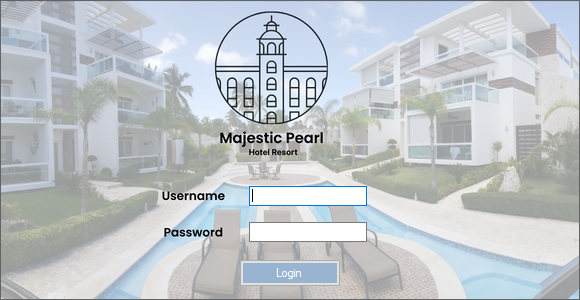 Majestic Pearl
Hotel Resort
Username
Password
Login